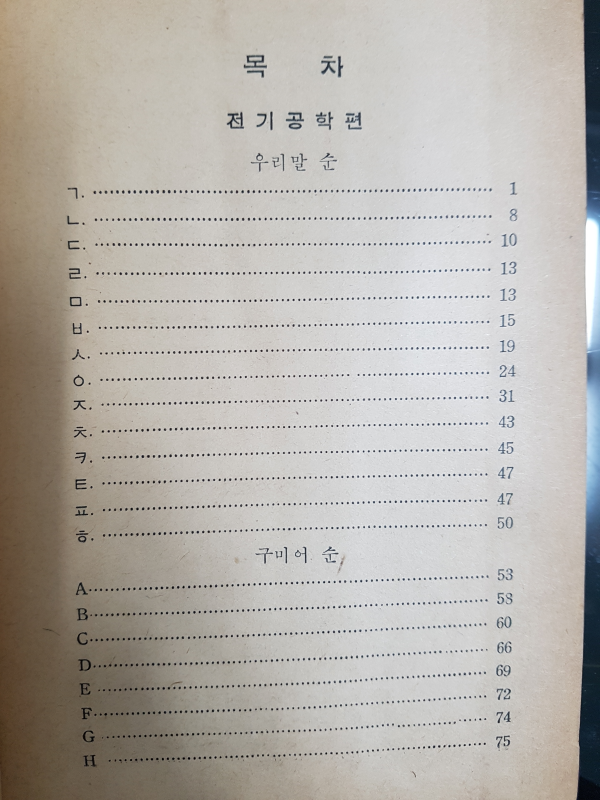 목 차
전기공학편
우리말 순
ㄱ. 1
ㄴ. 8
ㄷ. 10
ㄹ. 13
ㅁ. 13
ㅂ. 15
ㅅ. 19
ㅇ. 24
ㅈ. 31
ㅊ. 43
ㅋ. 45
ㅌ. 47
ㅍ. 47
ㅎ. 50
구미어 순
A 53
B 58
C 60
D 66
E 69
F 72
G 74
H 75